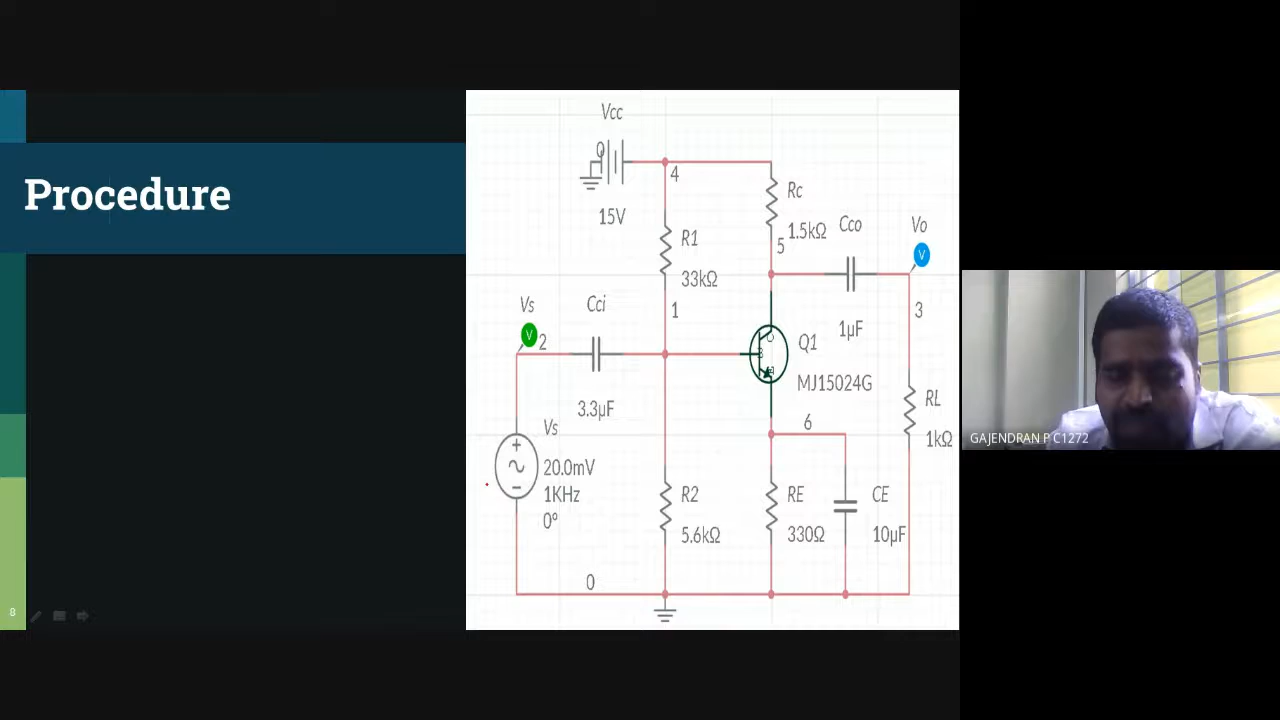 Procedure
8
Vcc
0
15V
4
R1
33kΩ
1
Rc
1.5kΩ
5
Cco
1µF
Vo
V
3
Vs
V
2
Cci
3.3µF
Q1
MJ15024G
C
B
E
6
RL
1kΩ
Vs
20.0mV
1KHz
0°
R2
5.6kΩ
RE
330Ω
CE
10µF
0
GAJENDRAN P C1272